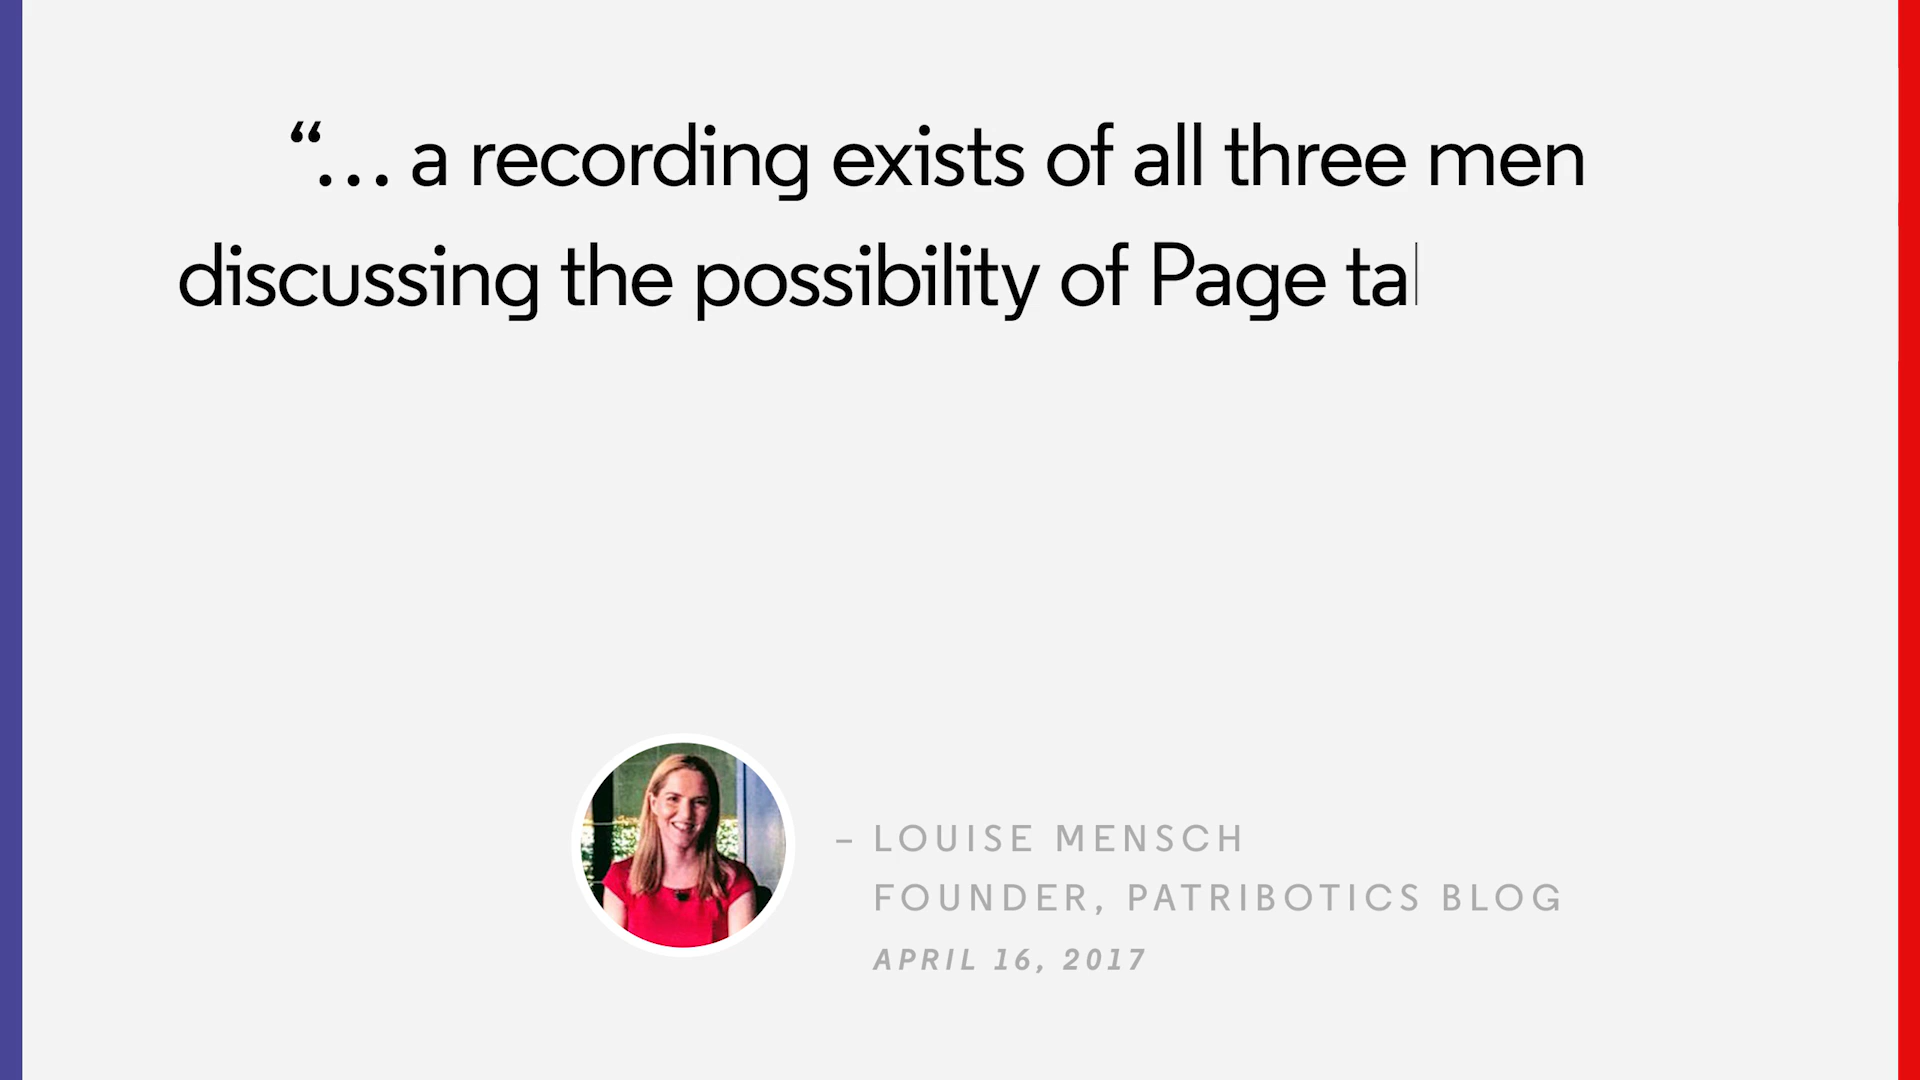 “… a recording exists of all three men
discussing the possibility of Page ta
– LOUISE MENSCH
FOUNDER, PATRIBOTICS BLOG
APRIL 16, 2017